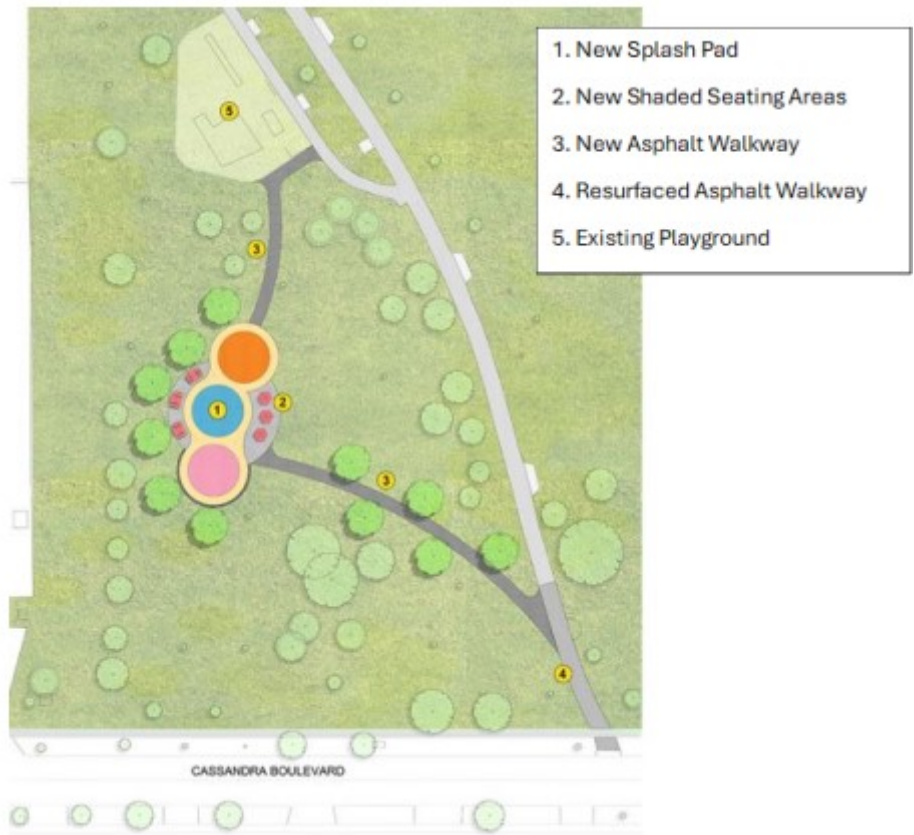 1. New Splash Pad
2. New Shaded Seating Areas
3. New Asphalt Walkway
4. Resurfaced Asphalt Walkway
5. Existing Playground
5
3
2
1
3
4
CASSANDRA BOULEVARD